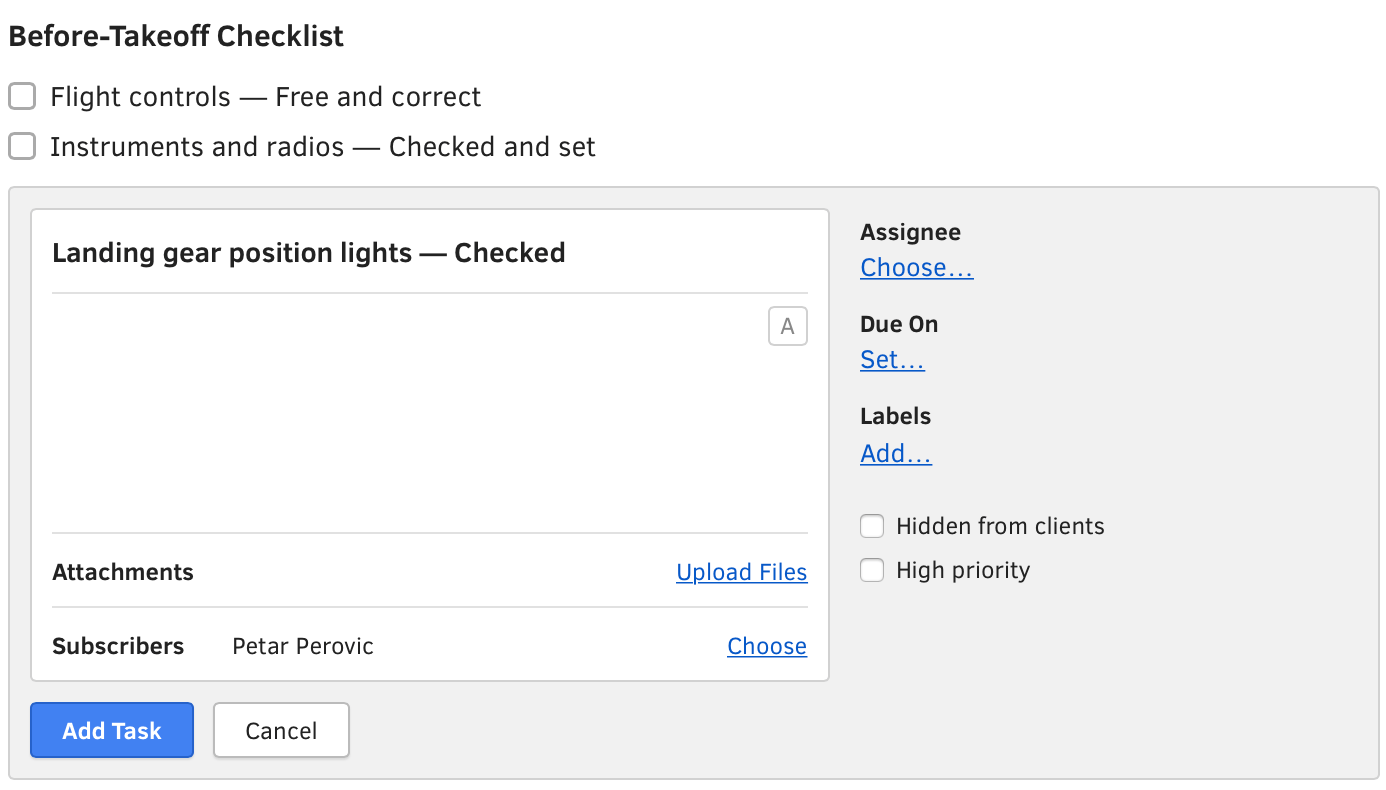 Before-Takeoff Checklist
Flight controls — Free and correct
Instruments and radios — Checked and set
Landing gear position lights — Checked
A
Attachments
Upload Files
Subscribers
Petar Perovic
Choose
Add Task
Cancel
Assignee
Choose…
Due On
Set…
Labels
Add…
Hidden from clients
High priority